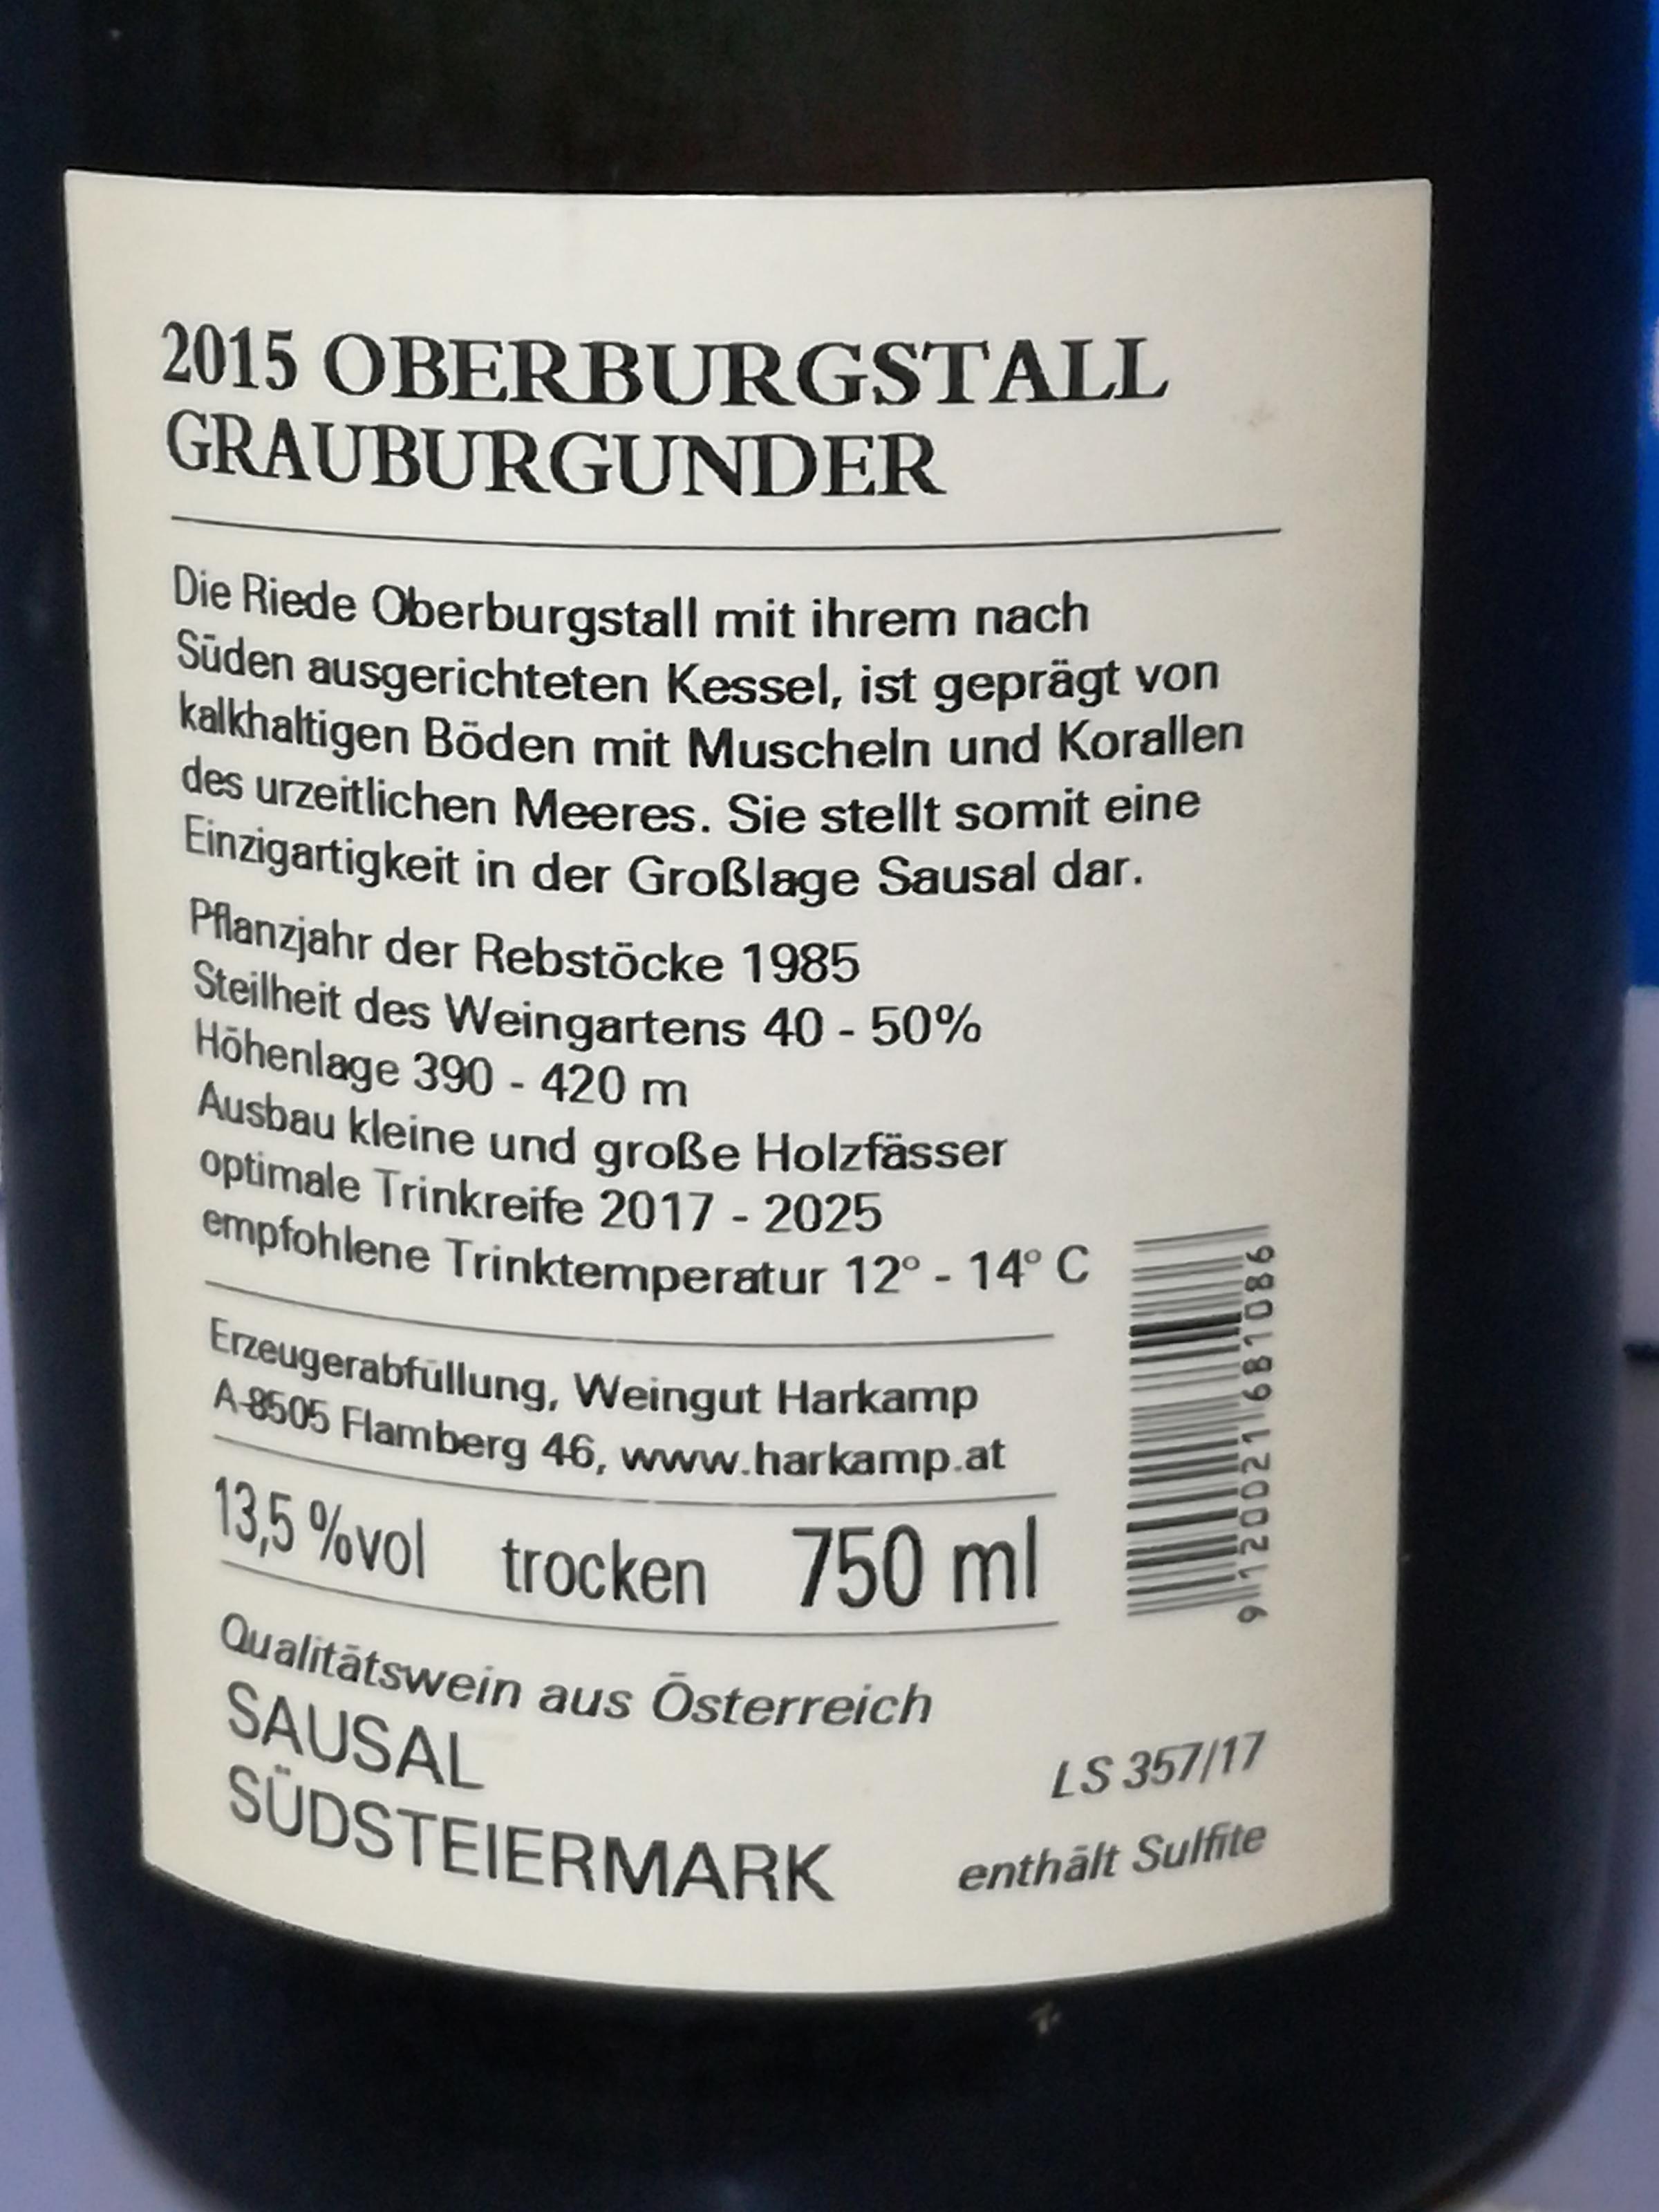 2015 OBERBURGSTALL
GRAUBURGUNDER
Die Riede Oberburgstall mit ihrem nach
Süden ausgerichteten Kessel, ist geprägt von
kalkhaltigen Böden mit Muscheln und Korallen
des urzeitlichen Meeres. Sie stellt somit eine
Einzigartigkeit in der Großlage Sausal dar.
Pflanzjahr der Rebstöcke 1985
Steilheit des Weingartens 40 - 50%
Höhenlage 390 - 420 m
Ausbau kleine und große Holzfässer
optimale Trinkreife 2017 - 2025
empfohlene Trinktemperatur 12° - 14° C
Erzeugerabfüllung, Weingut Harkamp
A-8505 Flamberg 46, www.harkamp.at
13,5 %vol trocken 750 ml
9 120021 681086
Qualitätswein aus Österreich
SAUSAL
SÜDSTEIERMARK
LS 357/17
enthält Sulfite